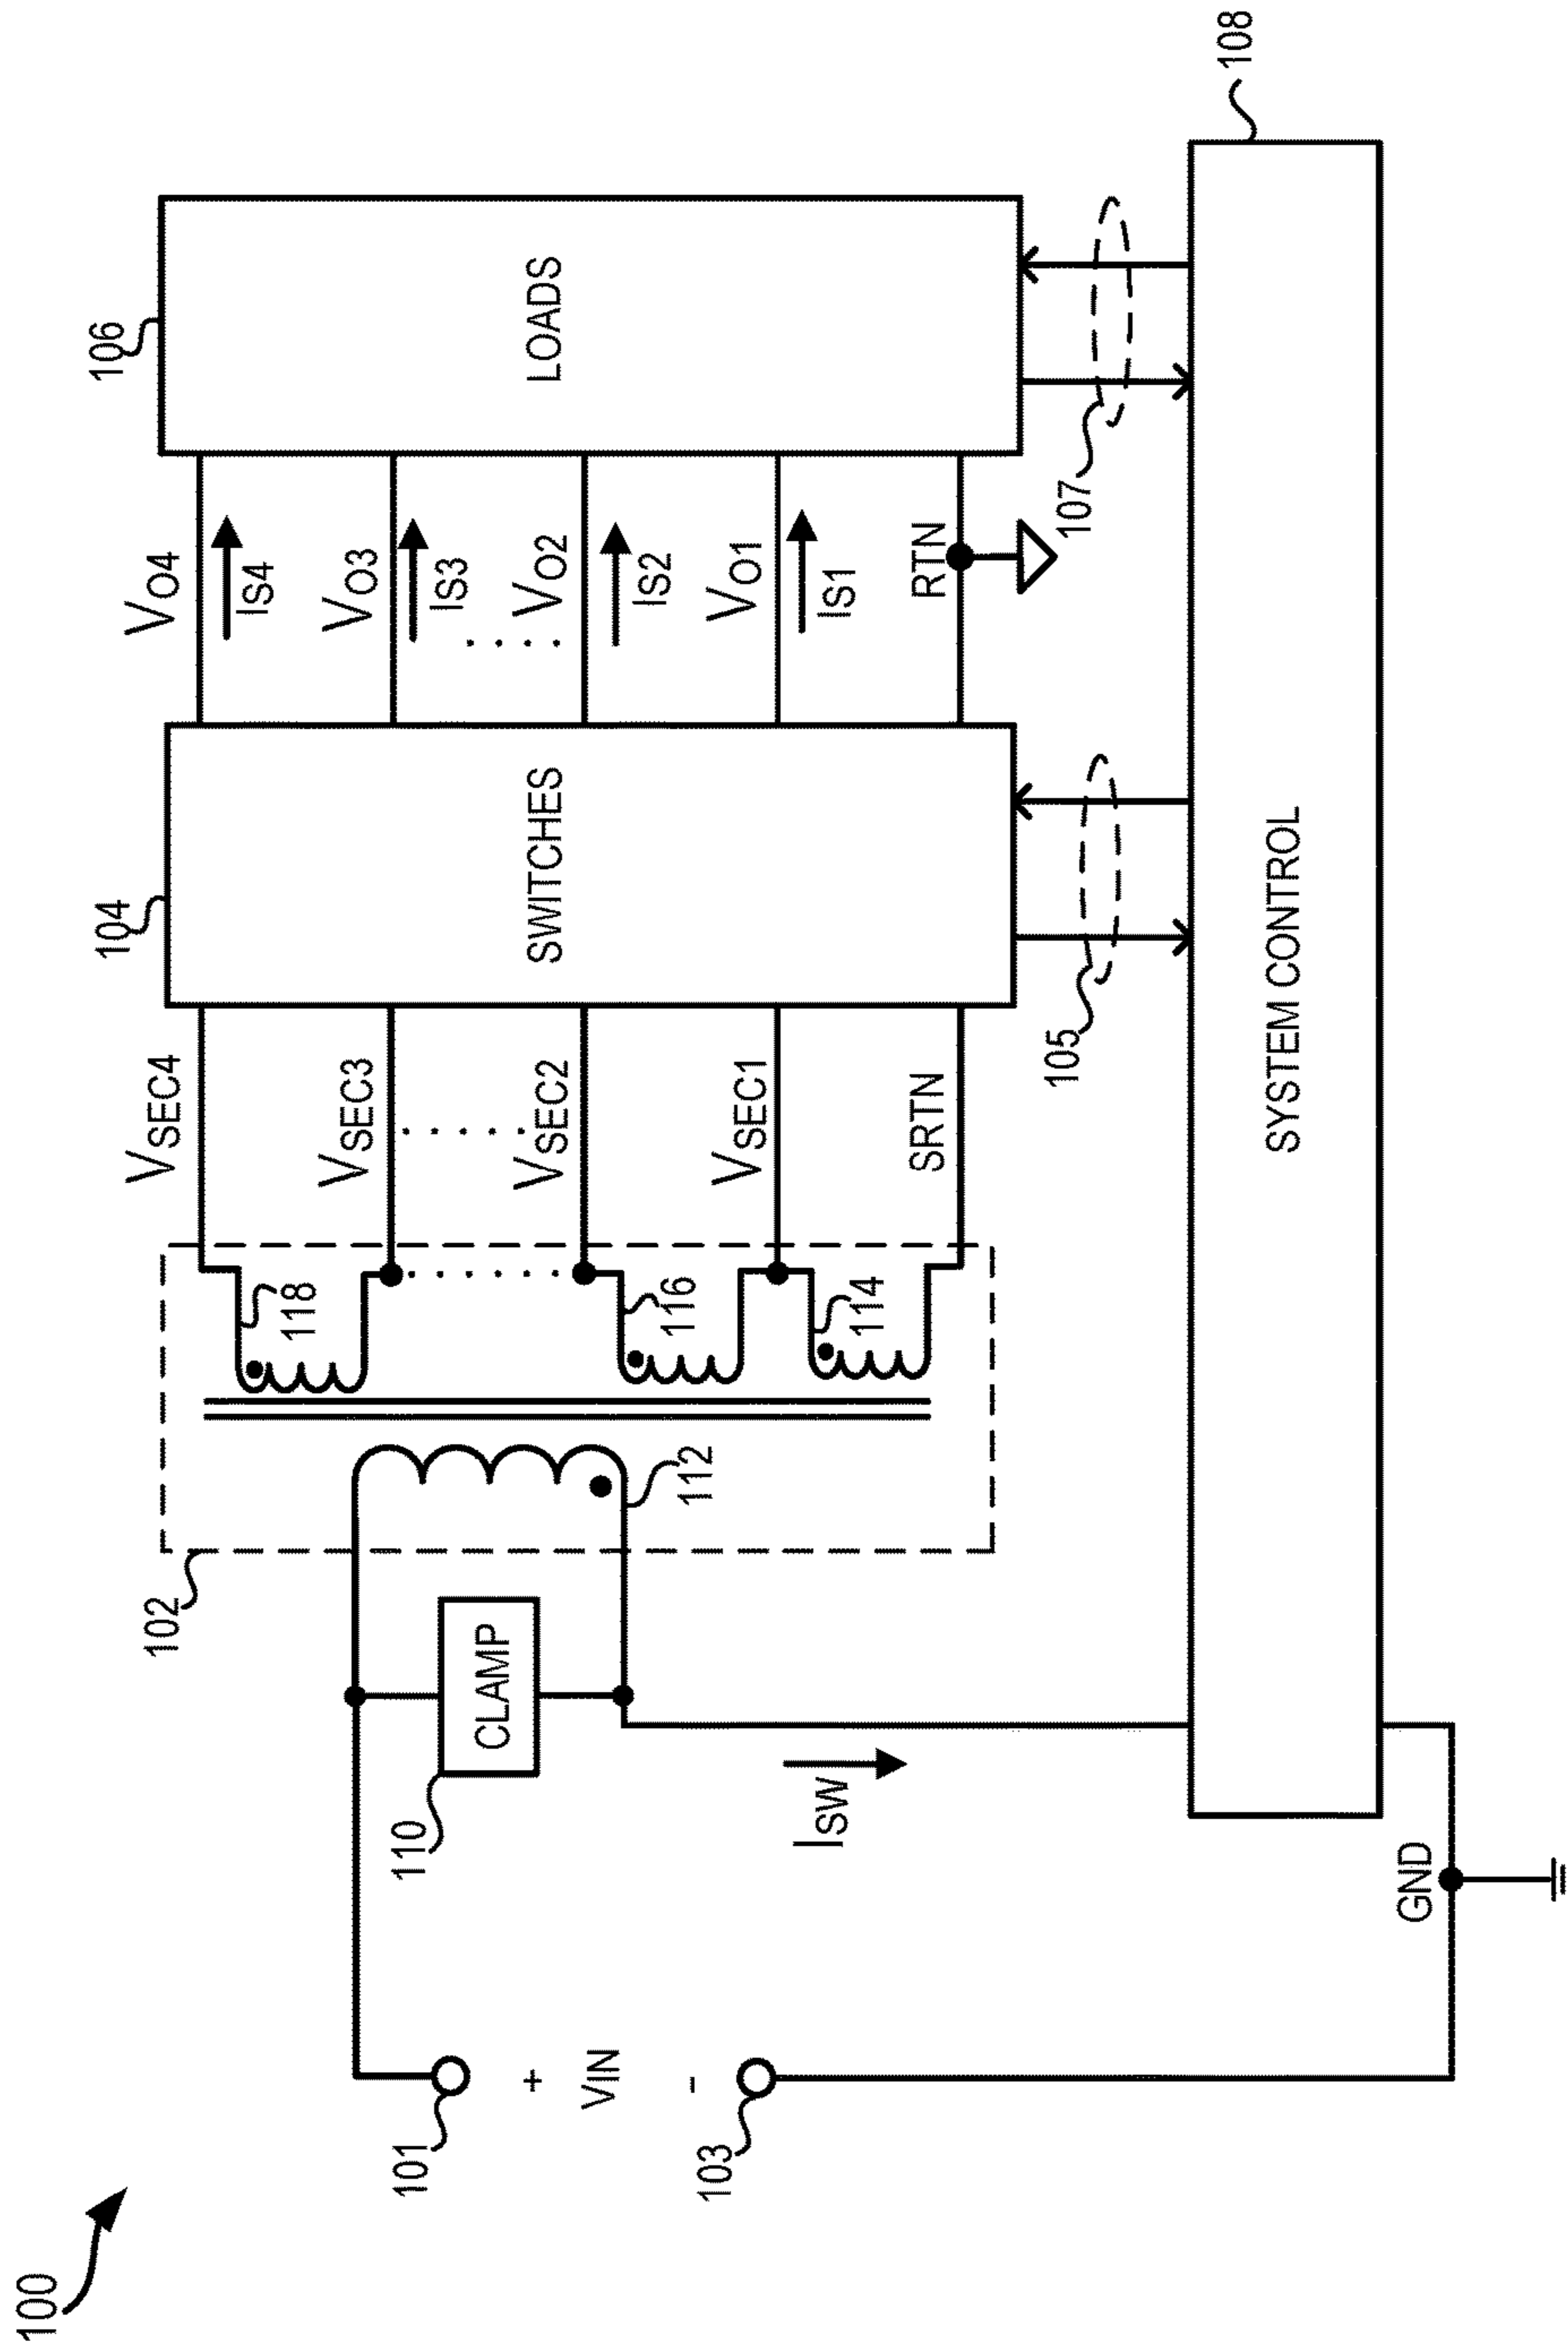 100
102
104
106
VSEC4
VO4
IS4
118
VSEC3
VO3
IS3
110
CLAMP
101
+
VIN
-
103
112
116
VSEC2
VO2
IS2
SWITCHES
LOADS
114
VSEC1
VO1
IS1
ISW
SRTN
RTN
105
107
108
SYSTEM CONTROL
GND